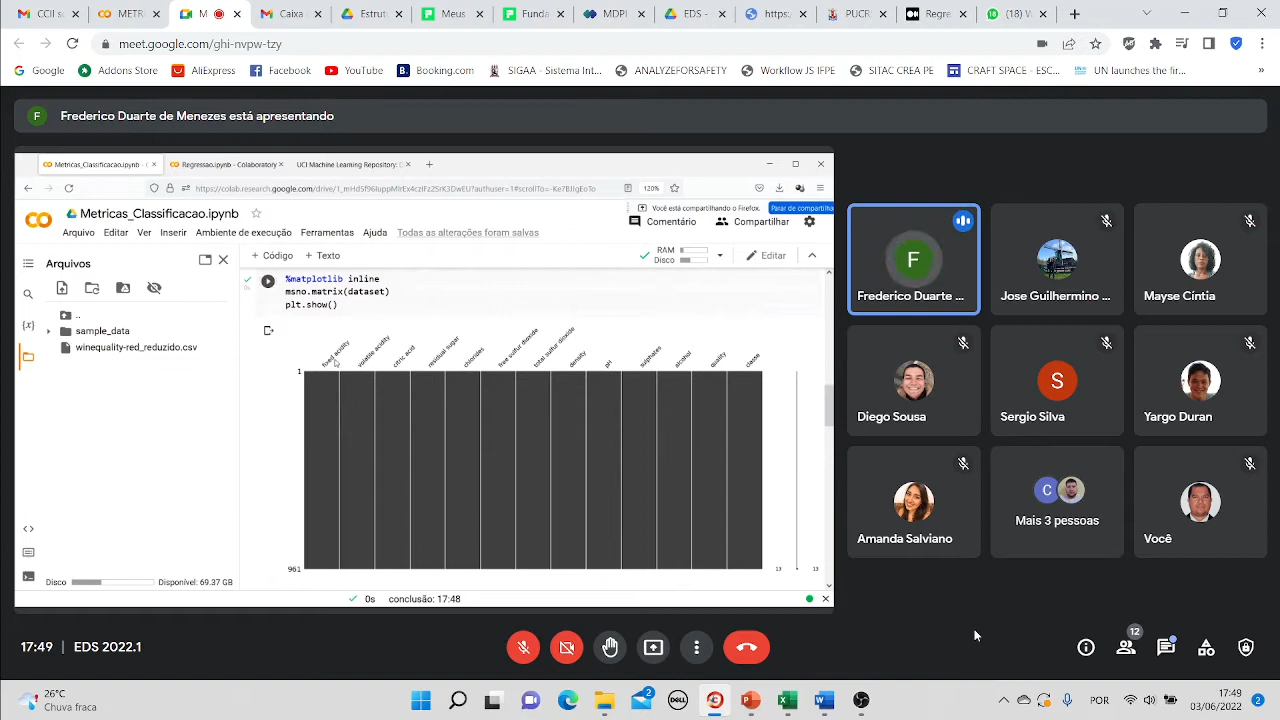 CCII s
METR
M
Caixa
Estrut
Meus
Funda
M
EDS -
https:
PU
Regre
(18) W
meet.google.com/ghi-nvpw-tzy
Google
Addons Store
AliExpress
Facebook
YouTube
Booking.com
SIGAA - Sistema Int...
ANALYZEFORSAFETY
Workflow JS IFPE
SITAC CREA PE
CRAFT SPACE - ESC...
UN launches the fir...
»
F Frederico Duarte de Menezes está apresentando
Metricas_Classificacao.ipynb - C
Regressao.ipynb - Colaboratory
UCI Machine Learning Repository: D
120%
Você está compartilhando o Firefox.
Parar de compartilha
Metricas_Classificacao.ipynb
Comentário
Compartilhar
Arquivo Editar Ver Inserir Ambiente de execução Ferramentas Ajuda Todas as alterações foram salvas
Arquivos
+ Código + Texto
RAM
Disco
Editar
%matplotlib inline
msno.matrix(dataset)
plt.show()
0s
{x}
..
sample_data
winequality-red_reduzido.csv
fixed acidity
volatile acidity
citric acid
residual sugar
chlorides
free sulfur dioxide
total sulfur dioxide
density
pH
sulphates
alcohol
quality
classe
1
961
13
13
Disco
Disponível: 69.37 GB
0s conclusão: 17:48
F
Frederico Duarte ...
Jose Guilhermino ...
Mayse Cintia
Diego Sousa
S
Sergio Silva
Yargo Duran
Amanda Salviano
C
Mais 3 pessoas
Você
17:49 | EDS 2022.1
12
26°C
Chuva fraca
2
DELL
POR
17:49
03/06/2022
2